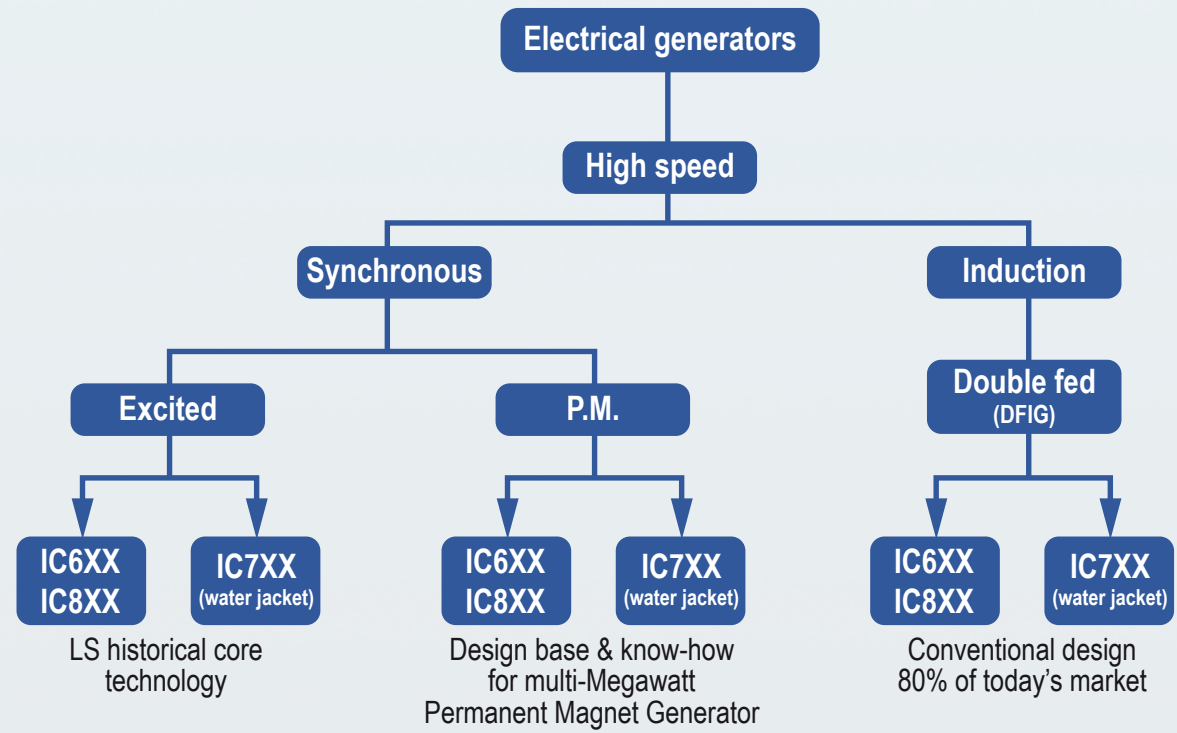 Electrical generators
High speed
Synchronous
Induction
Excited
P.M.
Double fed
(DFIG)
IC6XX
IC8XX
IC7XX
(water jacket)
IC6XX
IC8XX
IC7XX
(water jacket)
IC6XX
IC8XX
IC7XX
(water jacket)
LS historical core
technology
Design base & know-how
for multi-Megawatt
Permanent Magnet Generator
Conventional design
80% of today’s market